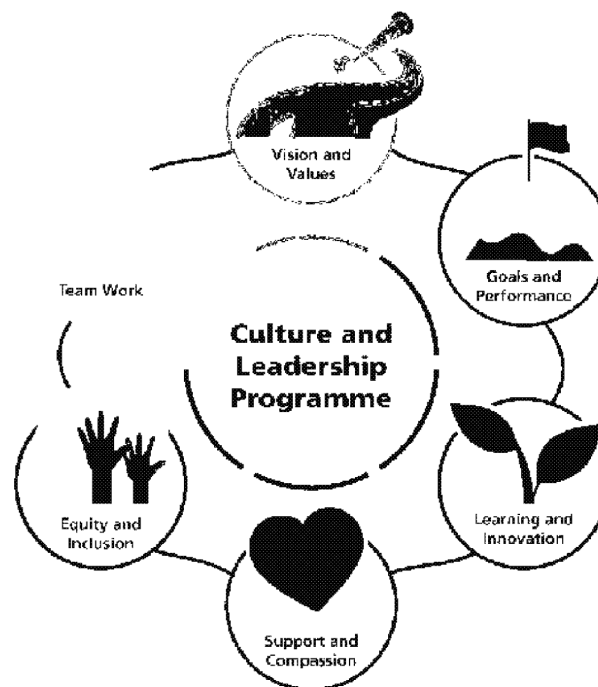 Vision and
Values
Goals and
Performance
Team Work
Culture and
Leadership
Programme
Learning and
Innovation
Equity and
Inclusion
Support and
Compassion